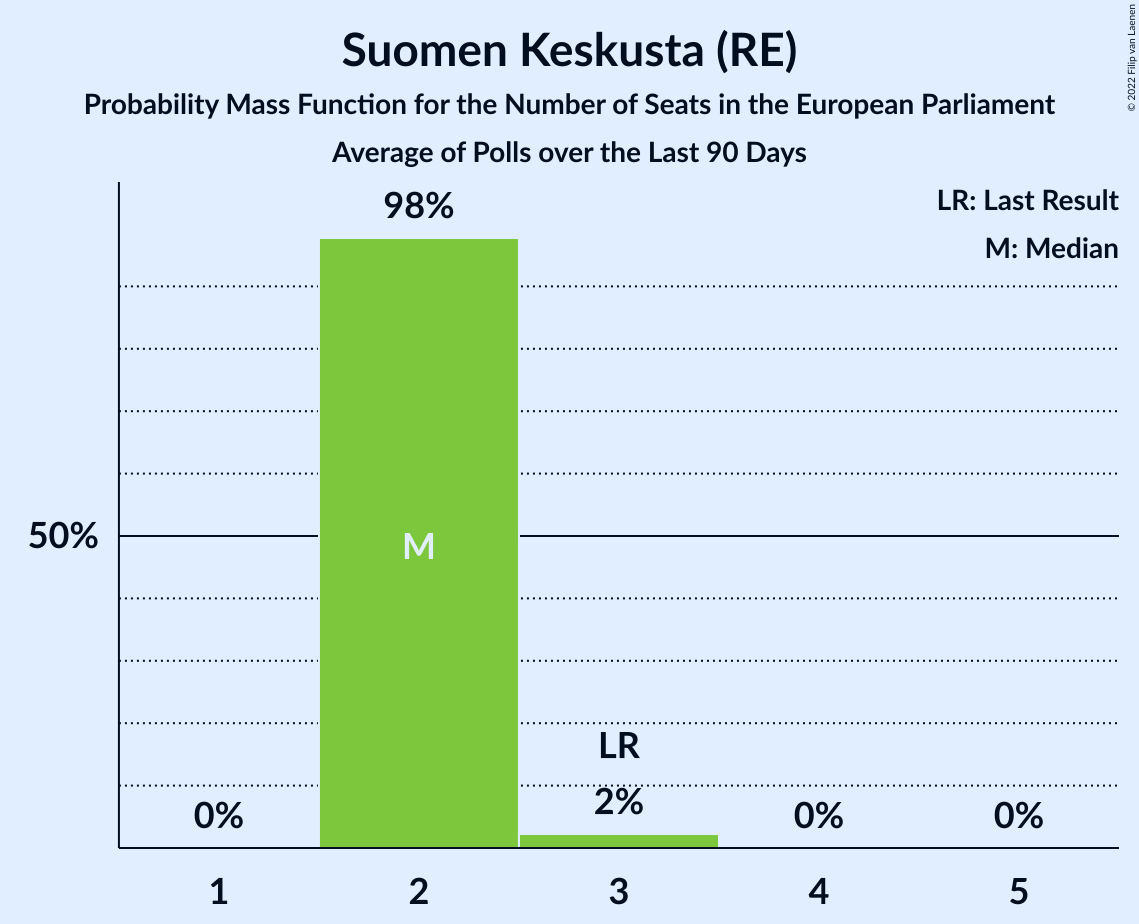 Suomen Keskusta (RE)
Probability Mass Function for the Number of Seats in the European Parliament
Average of Polls over the Last 90 Days
© 2022 Filip van Laenen
LR: Last Result
M: Median
98%
50%
M
LR
0%
2%
0%
0%
1
2
3
4
5